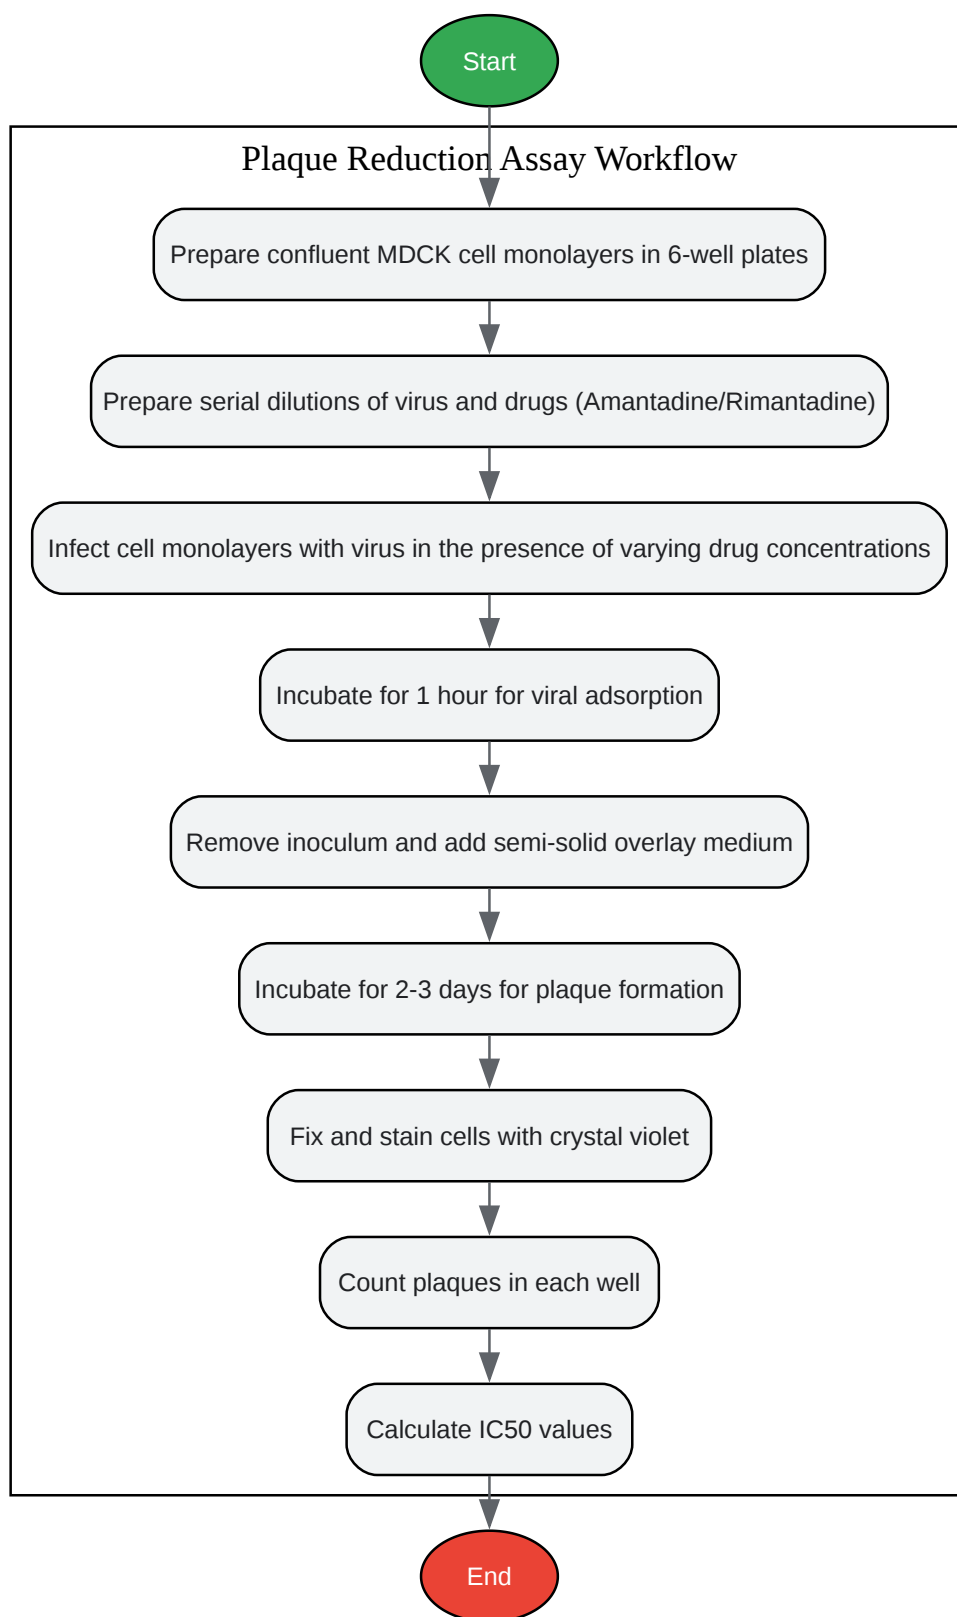 Start
Plaque Reduction Assay Workflow
Prepare confluent MDCK cell monolayers in 6-well plates
Prepare serial dilutions of virus and drugs (Amantadine/Rimantadine)
Infect cell monolayers with virus in the presence of varying drug concentrations
Incubate for 1 hour for viral adsorption
Remove inoculum and add semi-solid overlay medium
Incubate for 2-3 days for plaque formation
Fix and stain cells with crystal violet
Count plaques in each well
Calculate IC50 values
End